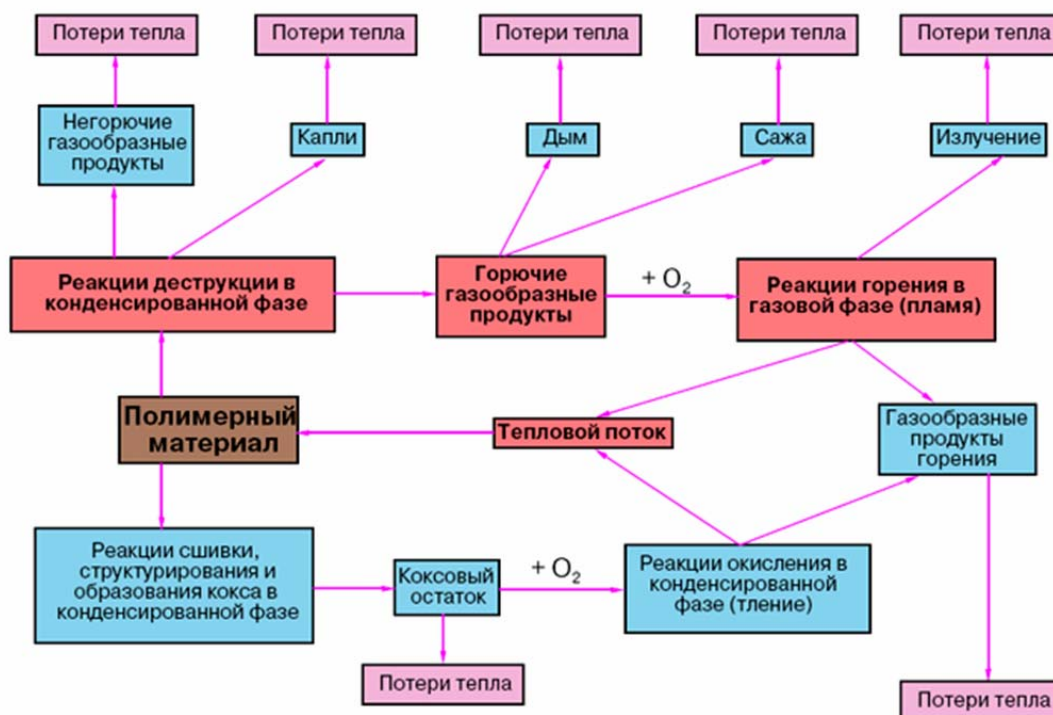 Потери тепла
Потери тепла
Потери тепла
Потери тепла
Потери тепла
Негорючие
газообразные
продукты
Капли
Дым
Сажа
Излучение
Реакции деструкции в
конденсированной фазе
Горючие
газообразные
продукты
+ O₂
Реакции горения в
газовой фазе (пламя)
Полимерный
материал
Тепловой поток
Газообразные
продукты
горения
Реакции сшивки,
структурирования и
образования кокса в
конденсированной фазе
Коксовый
остаток
+ O₂
Реакции окисления в
конденсированной
фазе (тление)
Потери тепла
Потери тепла